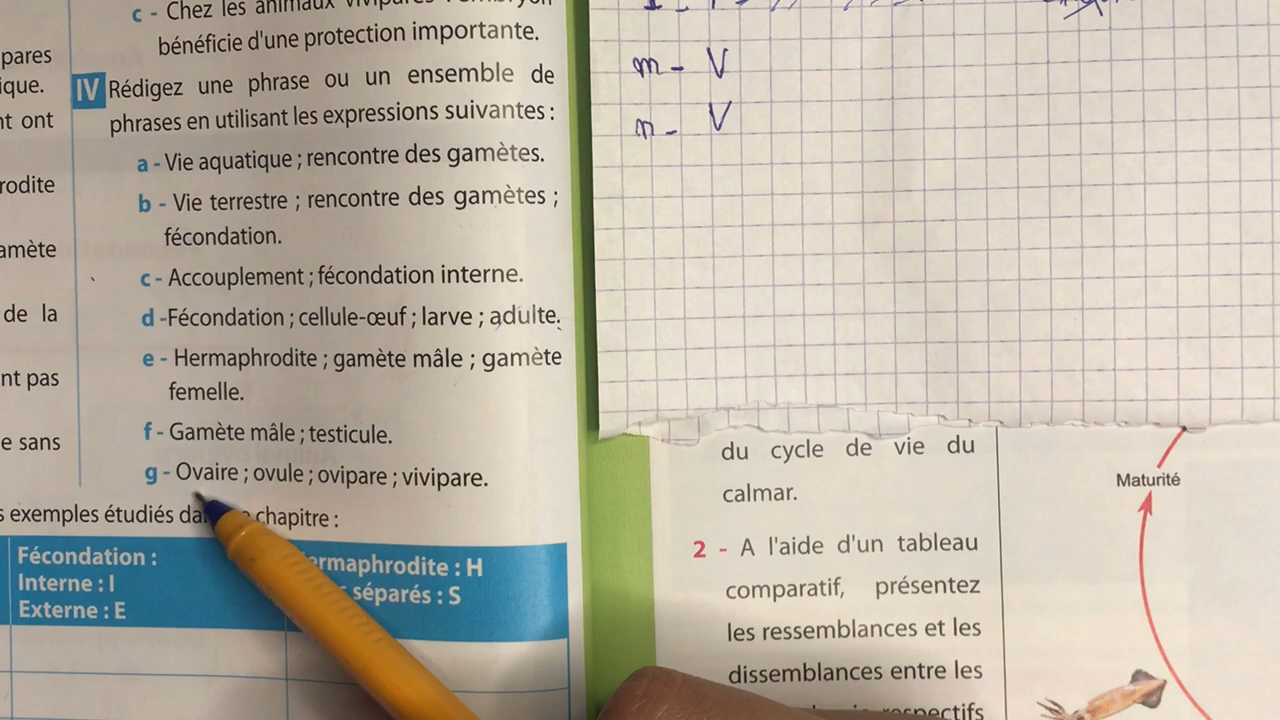 c - Chez les animaux vivipares
bénéficie d'une protection importante.
IV Rédigez une phrase ou un ensemble de
phrases en utilisant les expressions suivantes :
a - Vie aquatique ; rencontre des gamètes.
b - Vie terrestre ; rencontre des gamètes ;
fécondation.
c - Accouplement ; fécondation interne.
d - Fécondation ; cellule-œuf ; larve ; adulte.
e - Hermaphrodite ; gamète mâle ; gamète
femelle.
f - Gamète mâle ; testicule.
g - Ovaire ; ovule ; ovipare ; vivipare.
exemples étudiés chapitre :
Fécondation :
Interne : I
Externe : E
ermaphrodite : H
séparés : S
pares
ique.
nt ont
rodite
amète
de la
nt pas
e sans
m - V
n - V
du cycle de vie du
calmar.
2 - A l'aide d'un tableau
comparatif, présentez
les ressemblances et les
dissemblances entre les
respectifs
Maturité